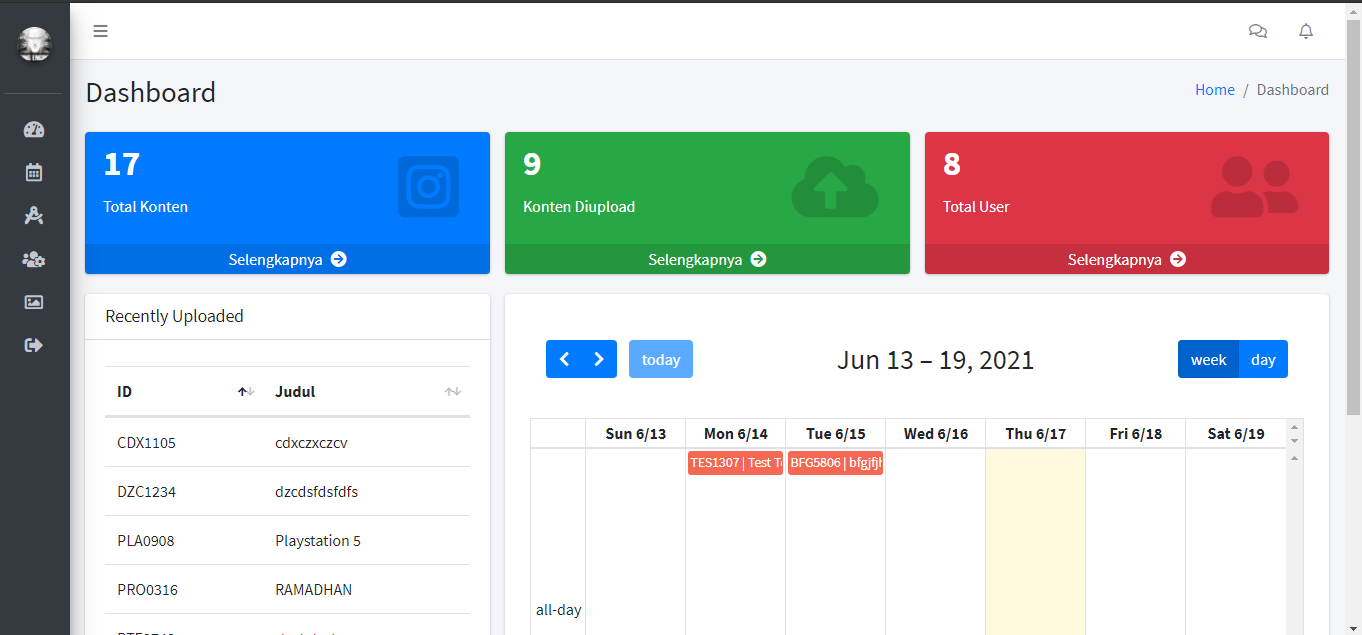 Dashboard
Home / Dashboard
17
Total Konten
Selengkapnya
9
Konten Diupload
Selengkapnya
8
Total User
Selengkapnya
Recently Uploaded
ID Judul
CDX1105 cdxczxczcv
DZC1234 dzcdsfdsfdfs
PLA0908 Playstation 5
PRO0316 RAMADHAN
today
Jun 13 – 19, 2021
week day
Sun 6/13 Mon 6/14 Tue 6/15 Wed 6/16 Thu 6/17 Fri 6/18 Sat 6/19
TES1307 | Test BFG5806 | bfgjfjh
all-day